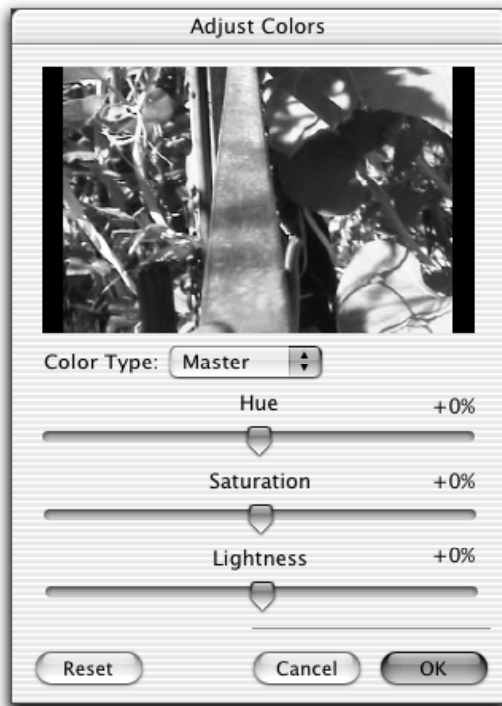 Adjust Colors
Color Type: Master
Hue +0%
Saturation +0%
Lightness +0%
Reset Cancel OK